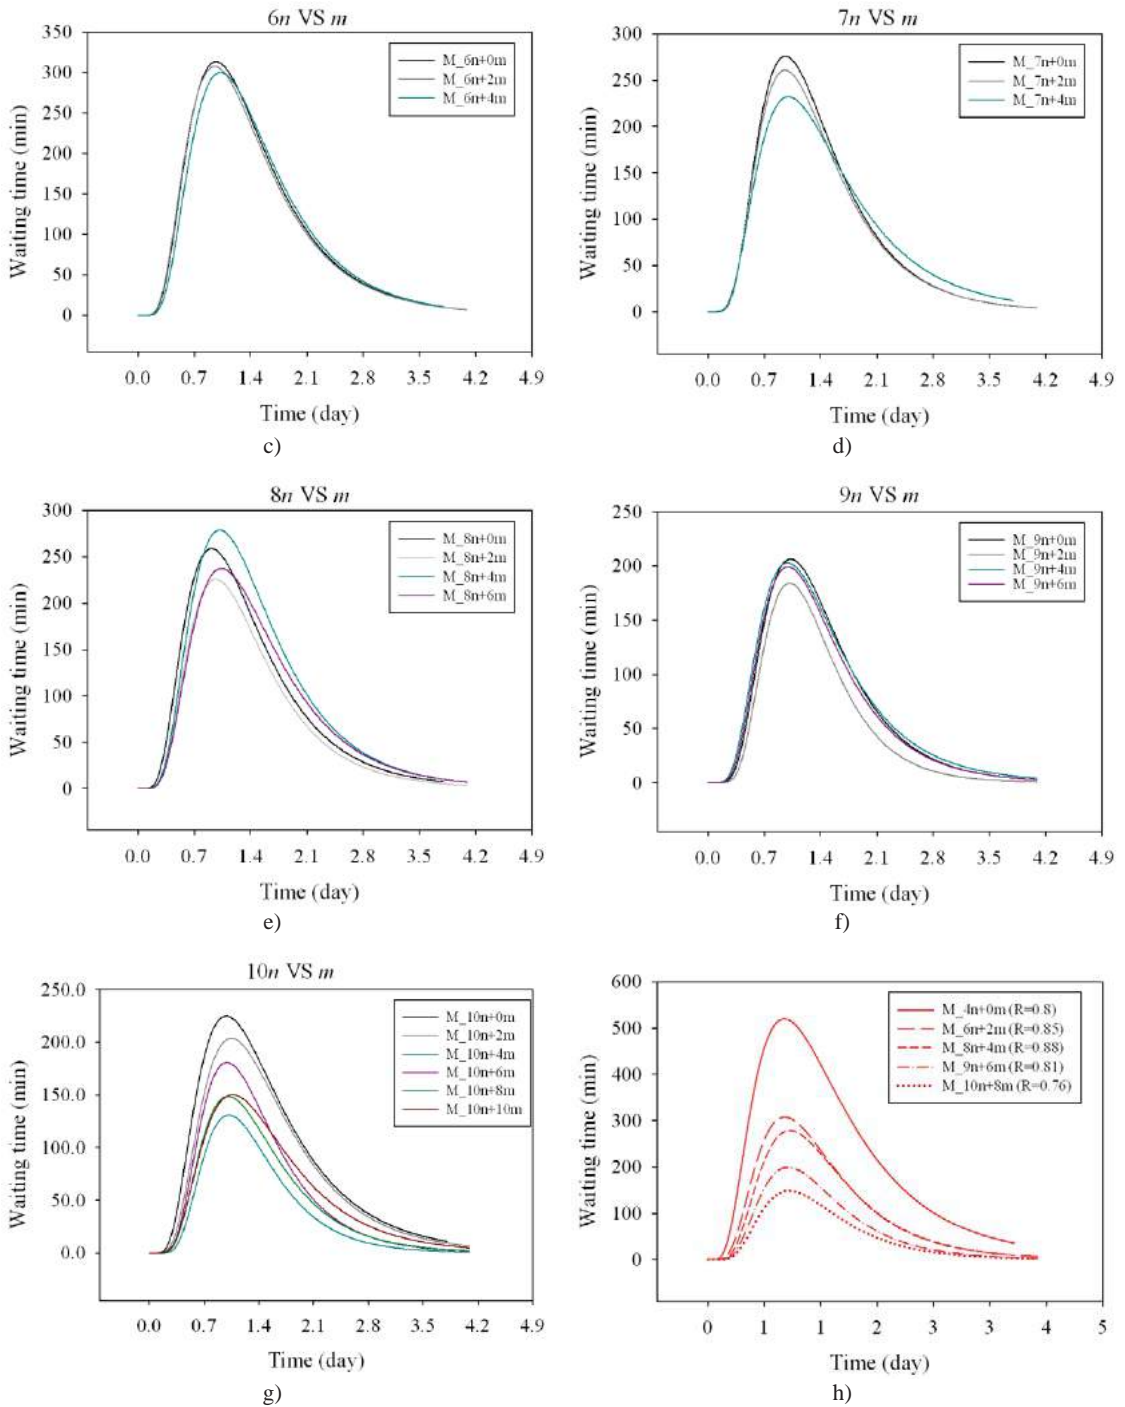 6n VS m
350
300
250
200
150
100
50
0
Waiting time (min)
M_6n+0m
M_6n+2m
M_6n+4m
0.0 0.7 1.4 2.1 2.8 3.5 4.2 4.9
Time (day)
c)
7n VS m
300
250
200
150
100
50
0
Waiting time (min)
M_7n+0m
M_7n+2m
M_7n+4m
0.0 0.7 1.4 2.1 2.8 3.5 4.2 4.9
Time (day)
d)
8n VS m
300
250
200
150
100
50
0
Waiting time (min)
M_8n+0m
M_8n+2m
M_8n+4m
M_8n+6m
0.0 0.7 1.4 2.1 2.8 3.5 4.2 4.9
Time (day)
e)
9n VS m
250
200
150
100
50
0
Waiting time (min)
M_9n+0m
M_9n+2m
M_9n+4m
M_9n+6m
0.0 0.7 1.4 2.1 2.8 3.5 4.2 4.9
Time (day)
f)
10n VS m
250.0
200.0
150.0
100.0
50.0
0.0
Waiting time (min)
M_10n+0m
M_10n+2m
M_10n+4m
M_10n+6m
M_10n+8m
M_10n+10m
0.0 0.7 1.4 2.1 2.8 3.5 4.2 4.9
Time (day)
g)
600
500
400
300
200
100
0
Waiting time (min)
M_4n+0m (R=0.8)
M_6n+2m (R=0.85)
M_8n+4m (R=0.88)
M_9n+6m (R=0.81)
M_10n+8m (R=0.76)
0 1 1 2 3 3 4 5
Time (day)
h)